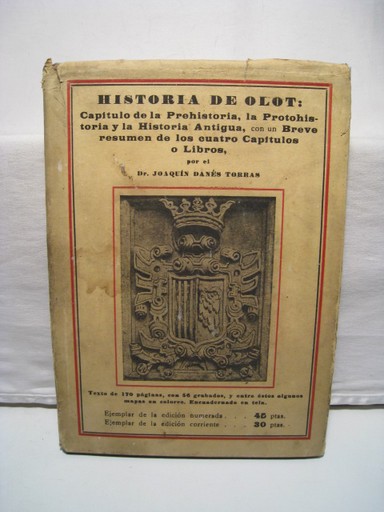 HISTORIA DE OLOT:
Capítulo de la Prehistoria, la Protohis-
toria y la Historia Antigua, con un Breve
resumen de los cuatro Capítulos
o Libros,
por el
Dr. JOAQUÍN DANÉS TORRAS
Texto de 170 páginas, con 56 grabados, y entre éstos algunos
mapas en colores. Encuadernado en tela.
Ejemplar de la edición numerada . . 45 ptas.
Ejemplar de la edición corriente . . . . 30 ptas.